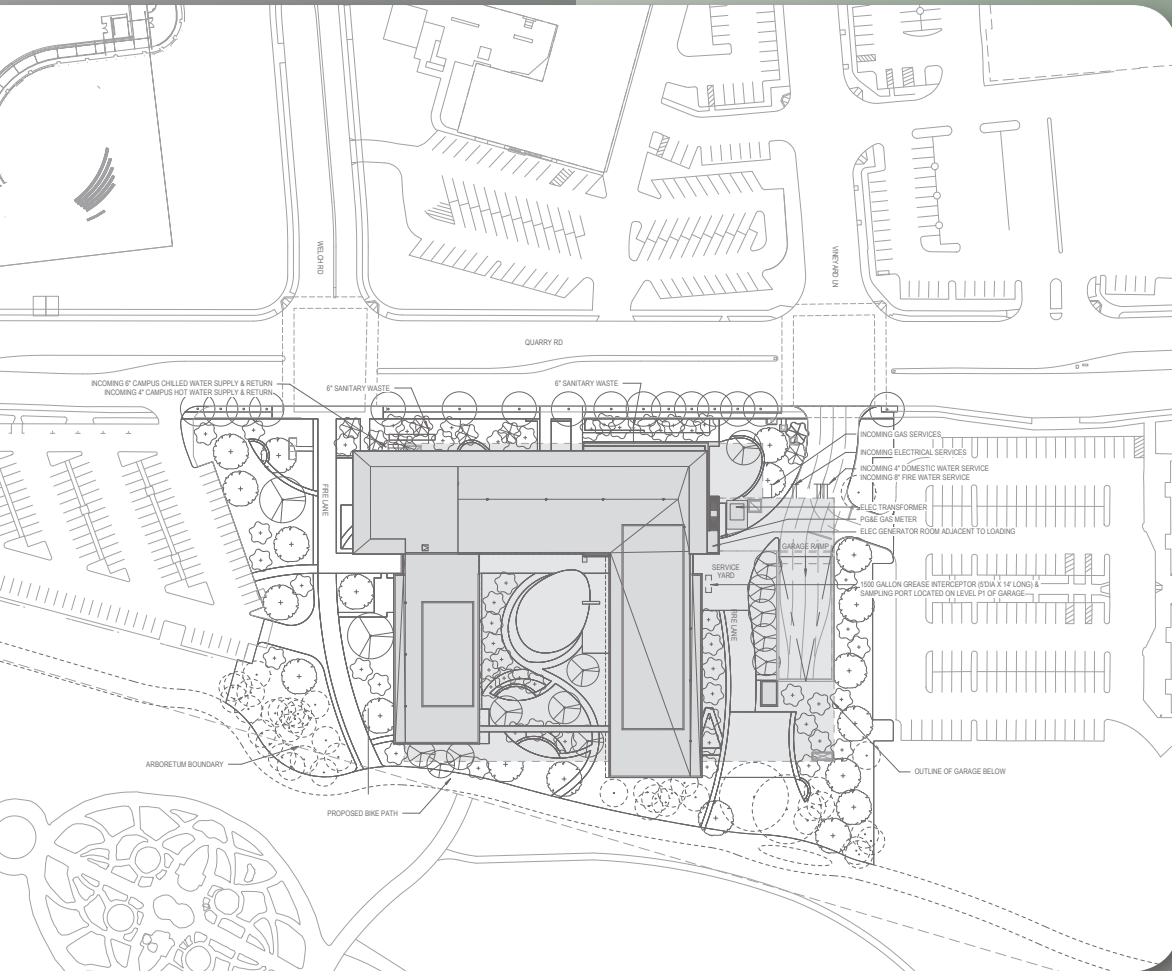 WELCH RD
VINEYARD LN
QUARRY RD
INCOMING 6" CAMPUS CHILLED WATER SUPPLY & RETURN
INCOMING 4" CAMPUS HOT WATER SUPPLY & RETURN
6" SANITARY WASTE
6" SANITARY WASTE
INCOMING GAS SERVICES
INCOMING ELECTRICAL SERVICES
INCOMING 4" DOMESTIC WATER SERVICE
INCOMING 8" FIRE WATER SERVICE
FIRE LANE
ELEC TRANSFORMER
PG&E GAS METER
ELEC GENERATOR ROOM ADJACENT TO LOADING
GARAGE RAMP
SERVICE
YARD
1500 GALLON GREASE INTERCEPTOR (5'DIA X 14' LONG) &
SAMPLING PORT LOCATED ON LEVEL P1 OF GARAGE
FIRE LANE
ARBORETUM BOUNDARY
OUTLINE OF GARAGE BELOW
PROPOSED BIKE PATH